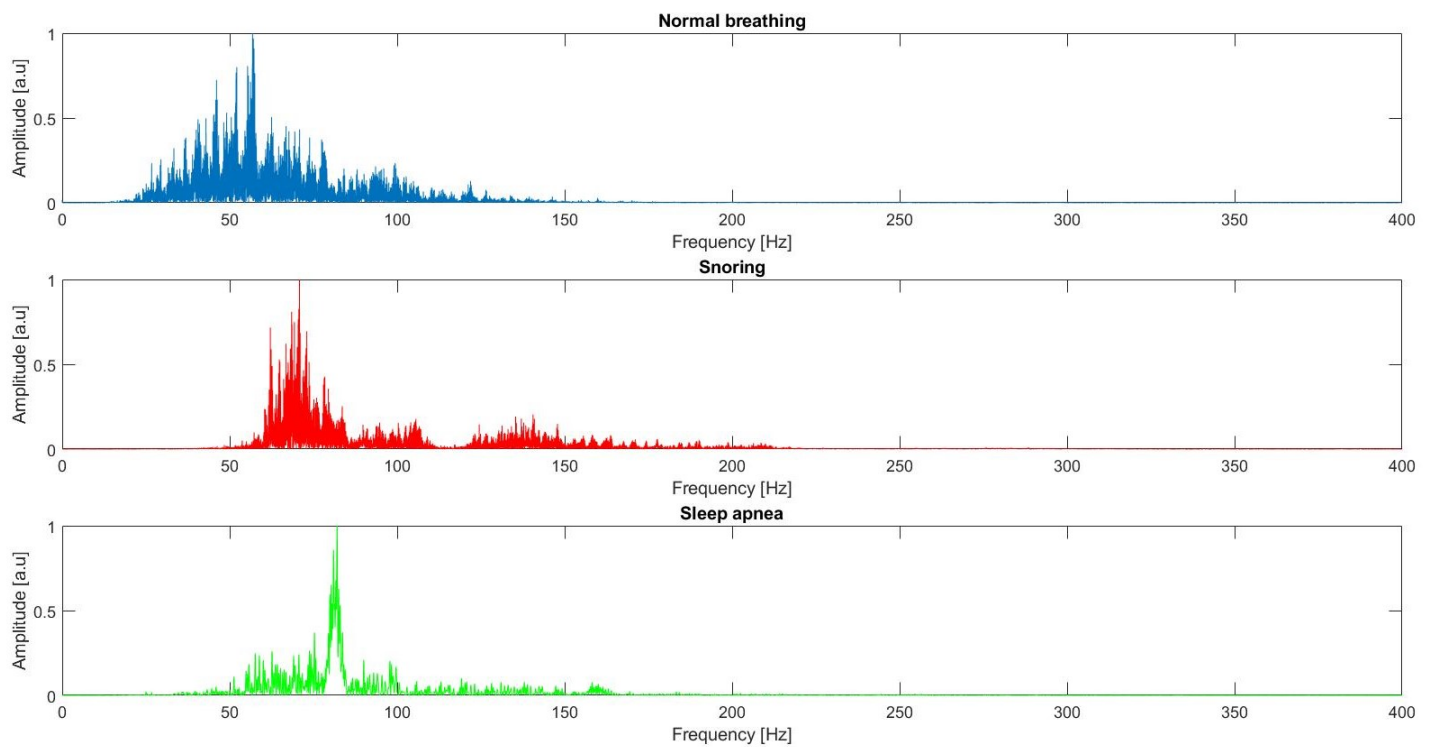 Normal breathing
1
0.5
0
Amplitude [a.u]
0 50 100 150 200 250 300 350 400
Frequency [Hz]
Snoring
1
0.5
0
Amplitude [a.u]
0 50 100 150 200 250 300 350 400
Frequency [Hz]
Sleep apnea
1
0.5
0
Amplitude [a.u]
0 50 100 150 200 250 300 350 400
Frequency [Hz]